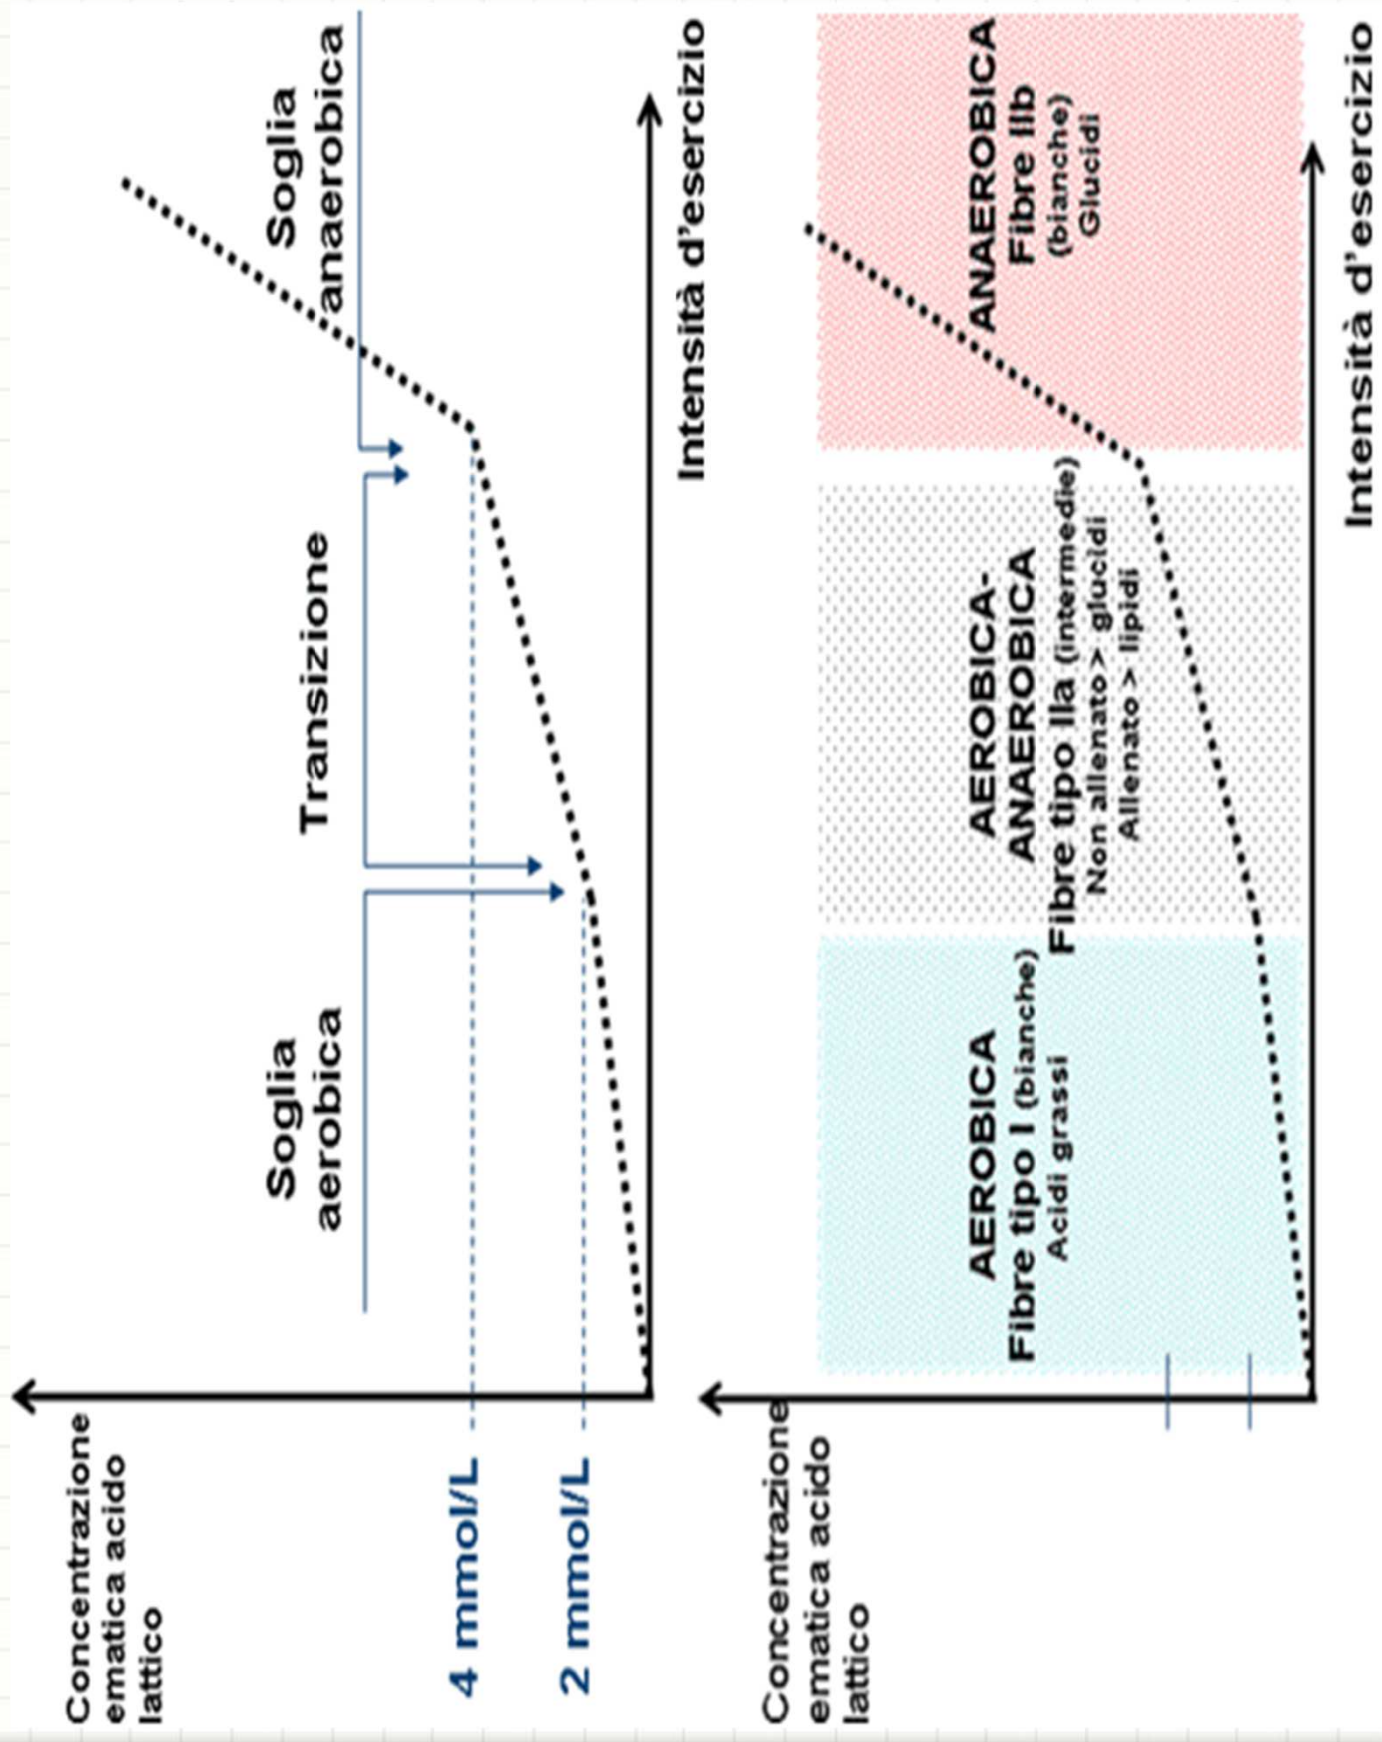 Concentrazione
ematica acido
lattico
4 mmol/L
2 mmol/L
Soglia
aerobica
Transizione
Soglia
anaerobica
Intensità d'esercizio
Concentrazione
ematica acido
lattico
AEROBICA
Fibre tipo I (bianche)
Acidi grassi
AEROBICA-
ANAEROBICA
Fibre tipo IIa (intermedie)
Non allenato > glucidi
Allenato > lipidi
ANAEROBICA
Fibre IIb
(bianche)
Glucidi
Intensità d'esercizio